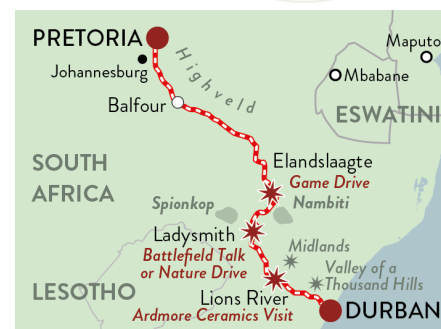 PRETORIA
Maputo
Johannesburg
Highveld
Mbabane
Balfour
ESWATINI
SOUTH
AFRICA
Elandslaagte
Game Drive
Spionkop
Nambiti
Ladysmith
Battlefield Talk
or Nature Drive
Midlands
Valley of a
Thousand Hills
LESOTHO
Lions River
DURBAN
Ardmore Ceramics Visit